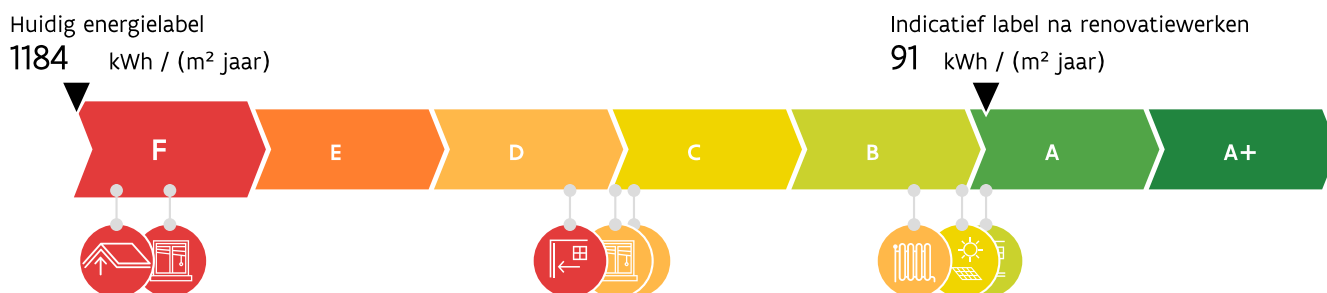 Huidig energielabel
1184 kWh / (m² jaar)
Indicatief label na renovatiewerken
91 kWh / (m² jaar)
F E D C B A A+